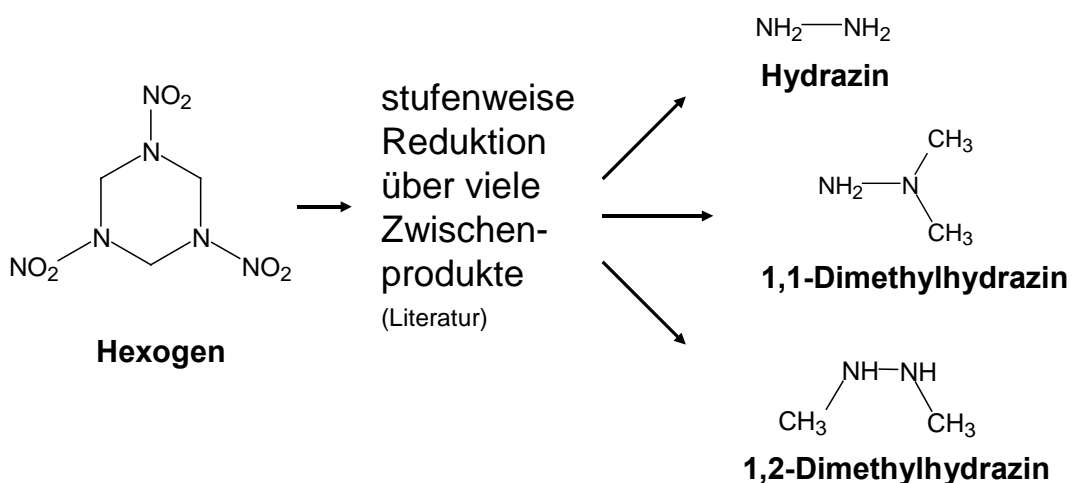 NO2
N
N
N
NO2
NO2
Hexogen
stufenweise
Reduktion
über viele
Zwischen-
produkte
(Literatur)
NH2 NH2
Hydrazin
CH3
NH2 N
CH3
1,1-Dimethylhydrazin
NH NH
CH3
CH3
1,2-Dimethylhydrazin